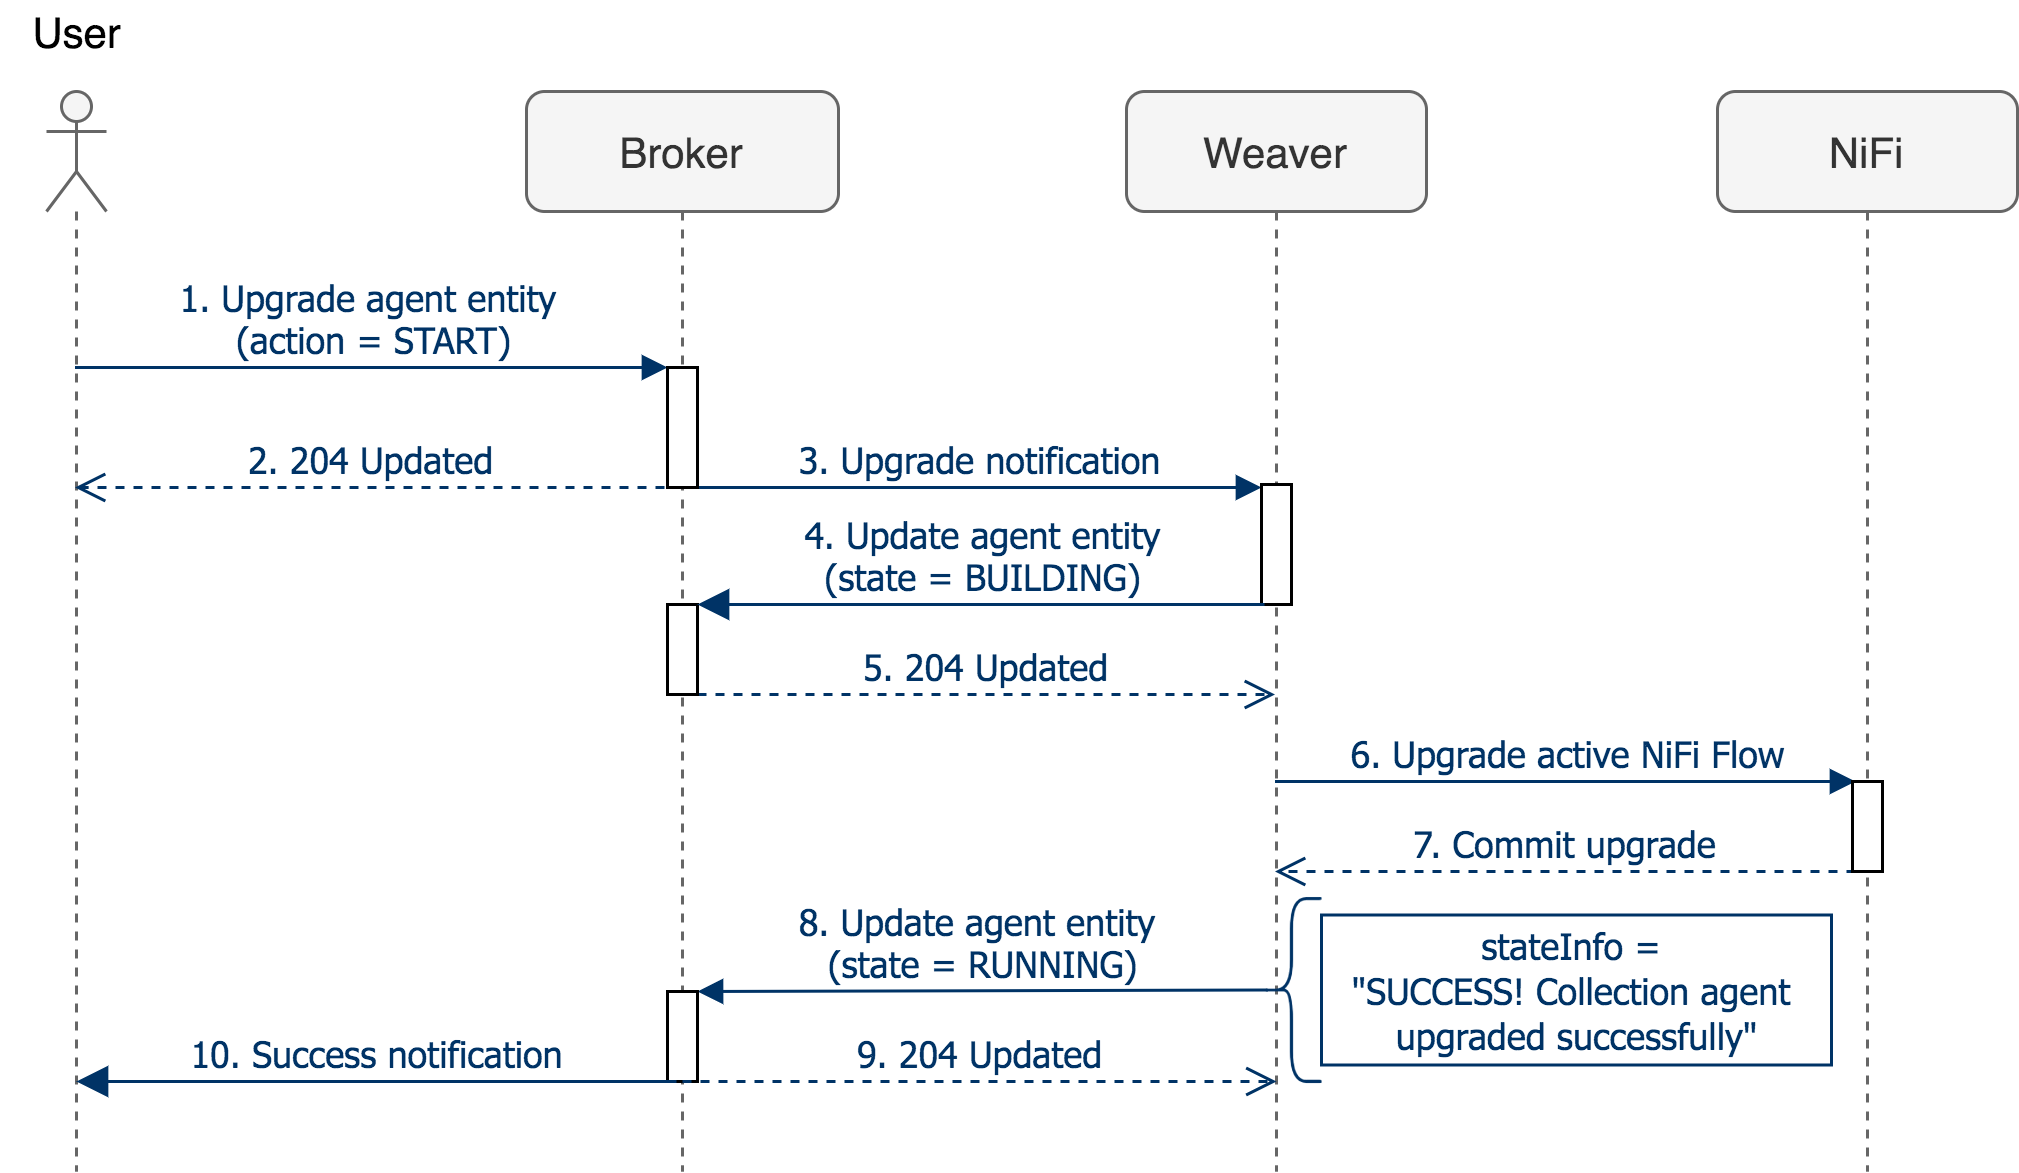 User
Broker
Weaver
NiFi
1. Upgrade agent entity
(action = START)
2. 204 Updated
3. Upgrade notification
4. Update agent entity
(state = BUILDING)
5. 204 Updated
6. Upgrade active NiFi Flow
7. Commit upgrade
8. Update agent entity
(state = RUNNING)
stateInfo =
"SUCCESS! Collection agent
upgraded successfully"
10. Success notification
9. 204 Updated